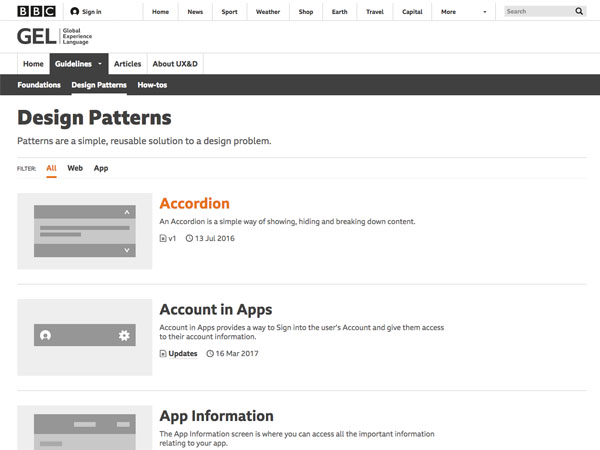 BBC Sign in Home News Sport Weather Shop Earth Travel Capital More Search
GEL Global
Experience
Language
Home Guidelines Articles About UX&D
Foundations Design Patterns How-tos
Design Patterns
Patterns are a simple, reusable solution to a design problem.
FILTER: All Web App
Accordion
An Accordion is a simple way of showing, hiding and breaking down content.
v1 13 Jul 2016
Account in Apps
Account in Apps provides a way to Sign into the user's Account and give them access
to their account information.
Updates 16 Mar 2017
App Information
The App Information screen is where you can access all the important information
relating to your app.